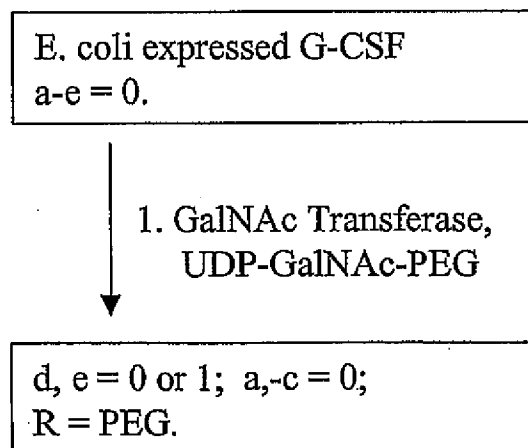 E. coli expressed G-CSF
a-e = 0.
1. GalNAc Transferase,
UDP-GalNAc-PEG
d, e = 0 or 1; a,-c = 0;
R = PEG.